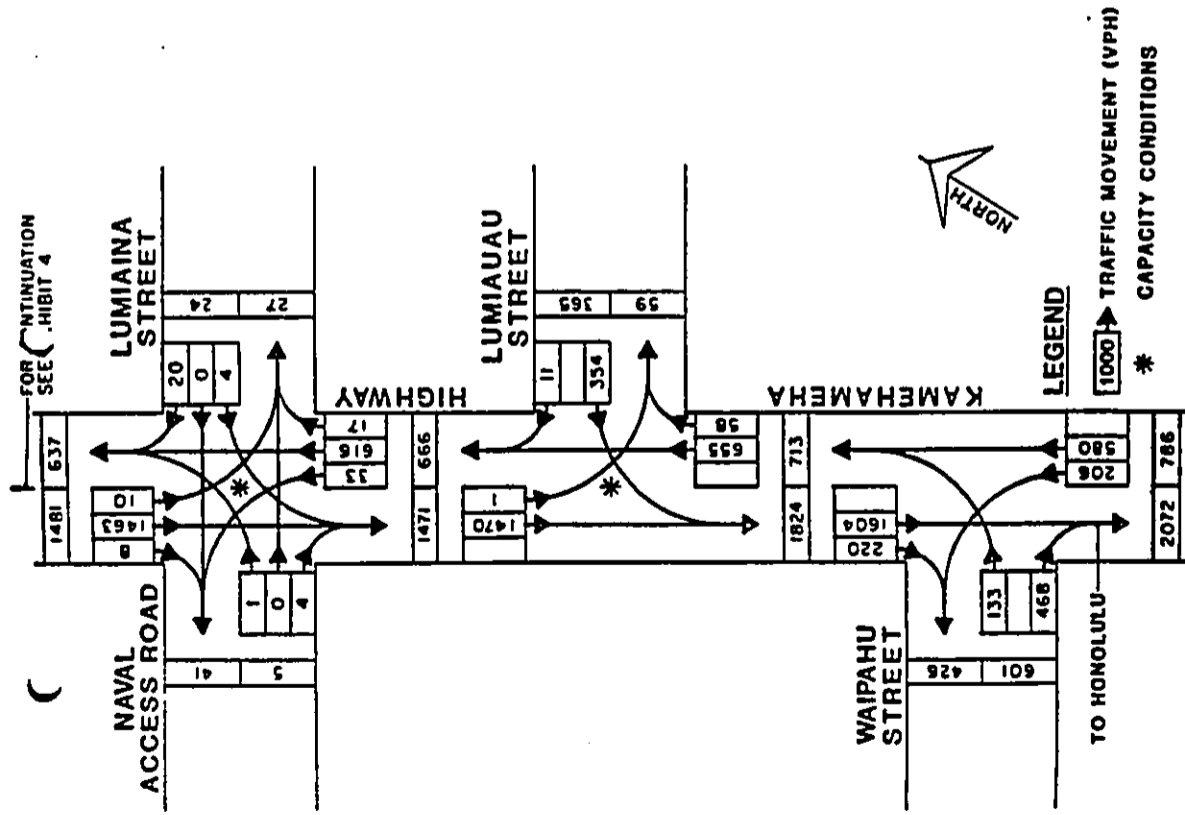 FOR CONTINUATION
SEE EXHIBIT 4
NAVAL
ACCESS ROAD
LUMIAINA
STREET
1481 637
8 1463 10
20
0
4
24 27
41 5
1
0
4
33 616 17
HIGHWAY
1471 666
LUMIAUAU
STREET
1470 1
11
354
365 59
655 58
1824 713
KAMEHAMEHA
WAIPAHU
STREET
220 1604
133
468
426 601
206 580
2072 786
TO HONOLULU
NORTH
LEGEND
1000 TRAFFIC MOVEMENT (VPH)
* CAPACITY CONDITIONS